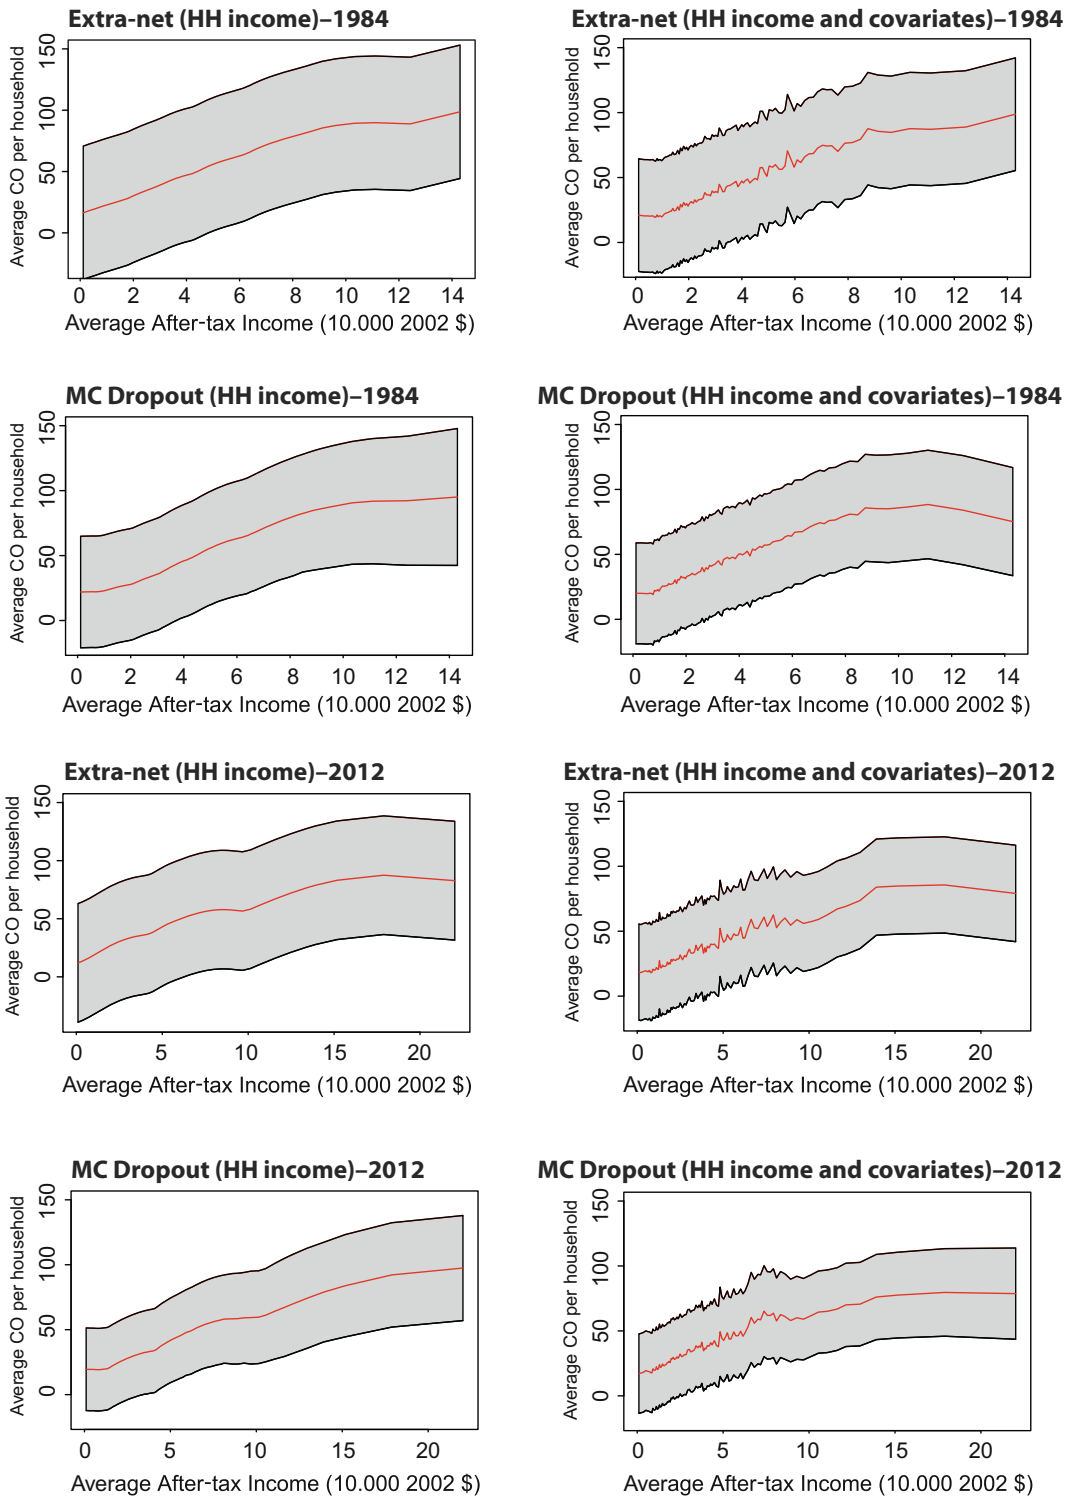 Extra-net (HH income)–1984
Average CO per household
150
100
50
0
0 2 4 6 8 10 12 14
Average After-tax Income (10.000 2002 $)
Extra-net (HH income and covariates)–1984
Average CO per household
150
100
50
0
0 2 4 6 8 10 12 14
Average After-tax Income (10.000 2002 $)
MC Dropout (HH income)–1984
Average CO per household
150
100
50
0
0 2 4 6 8 10 12 14
Average After-tax Income (10.000 2002 $)
MC Dropout (HH income and covariates)–1984
Average CO per household
150
100
50
0
0 2 4 6 8 10 12 14
Average After-tax Income (10.000 2002 $)
Extra-net (HH income)–2012
Average CO per household
150
100
50
0
0 5 10 15 20
Average After-tax Income (10.000 2002 $)
Extra-net (HH income and covariates)–2012
Average CO per household
150
100
50
0
0 5 10 15 20
Average After-tax Income (10.000 2002 $)
MC Dropout (HH income)–2012
Average CO per household
150
100
50
0
0 5 10 15 20
Average After-tax Income (10.000 2002 $)
MC Dropout (HH income and covariates)–2012
Average CO per household
150
100
50
0
0 5 10 15 20
Average After-tax Income (10.000 2002 $)